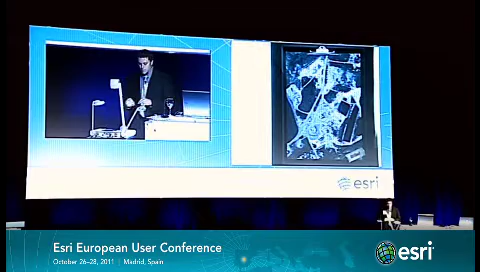 esri
Esri European User Conference
October 26–28, 2011 | Madrid, Spain
esri